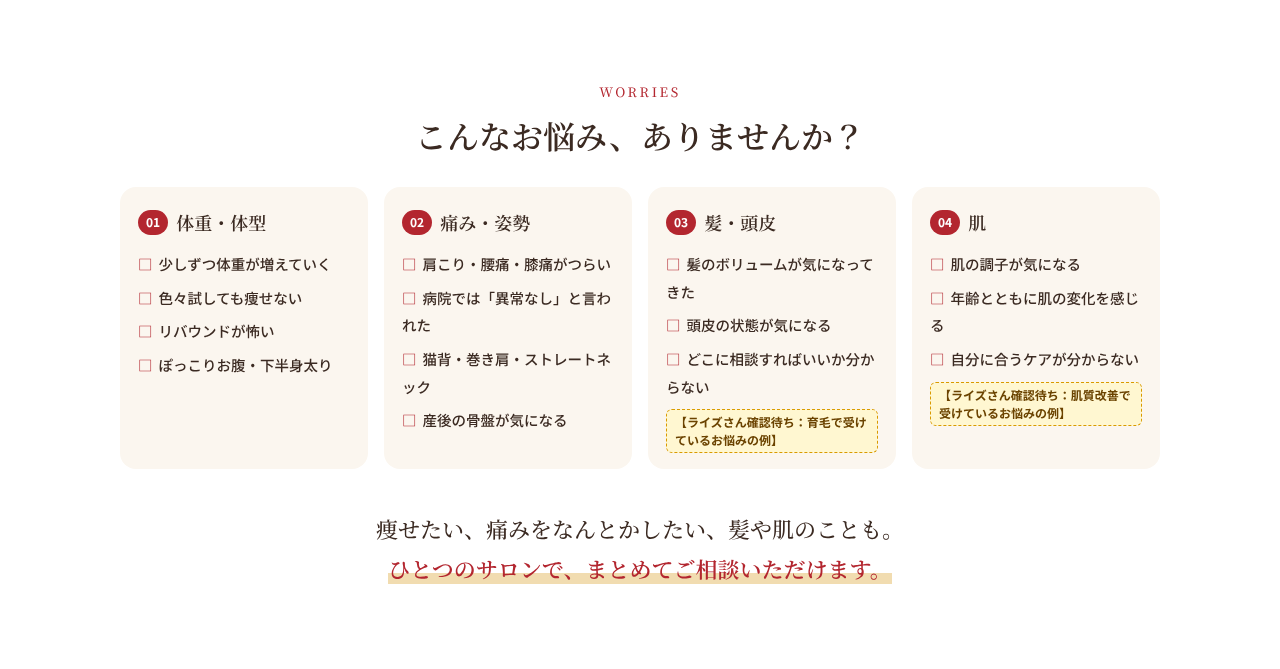 WORRIES
こんなお悩み、ありませんか？
01 体重・体型
□ 少しずつ体重が増えていく
□ 色々試しても痩せない
□ リバウンドが怖い
□ ぽっこりお腹・下半身太り
02 痛み・姿勢
□ 肩こり・腰痛・膝痛がつらい
□ 病院では「異常なし」と言わ
れた
□ 猫背・巻き肩・ストレートネ
ック
□ 産後の骨盤が気になる
03 髪・頭皮
□ 髪のボリュームが気になって
きた
□ 頭皮の状態が気になる
□ どこに相談すればいいか分か
らない
【ライズさん確認待ち：育毛で受け
ているお悩みの例】
04 肌
□ 肌の調子が気になる
□ 年齢とともに肌の変化を感じ
る
□ 自分に合うケアが分からない
【ライズさん確認待ち：肌質改善で
受けているお悩みの例】
痩せたい、痛みをなんとかしたい、髪や肌のことも。
ひとつのサロンで、まとめてご相談いただけます。